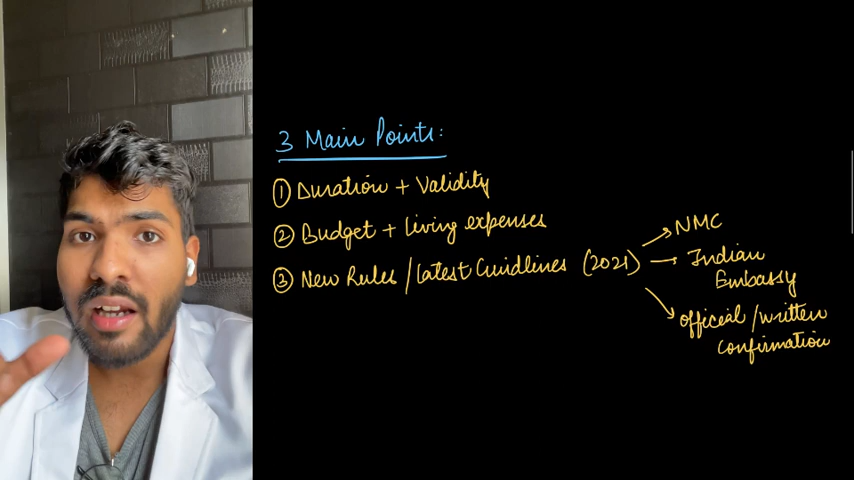 3 Main Points:
① Duration + Validity
② Budget + Living expenses
③ New Rules / Latest Guidlines (2021)
→ NMC
→ Indian
Embassy
→ official / written
confirmation